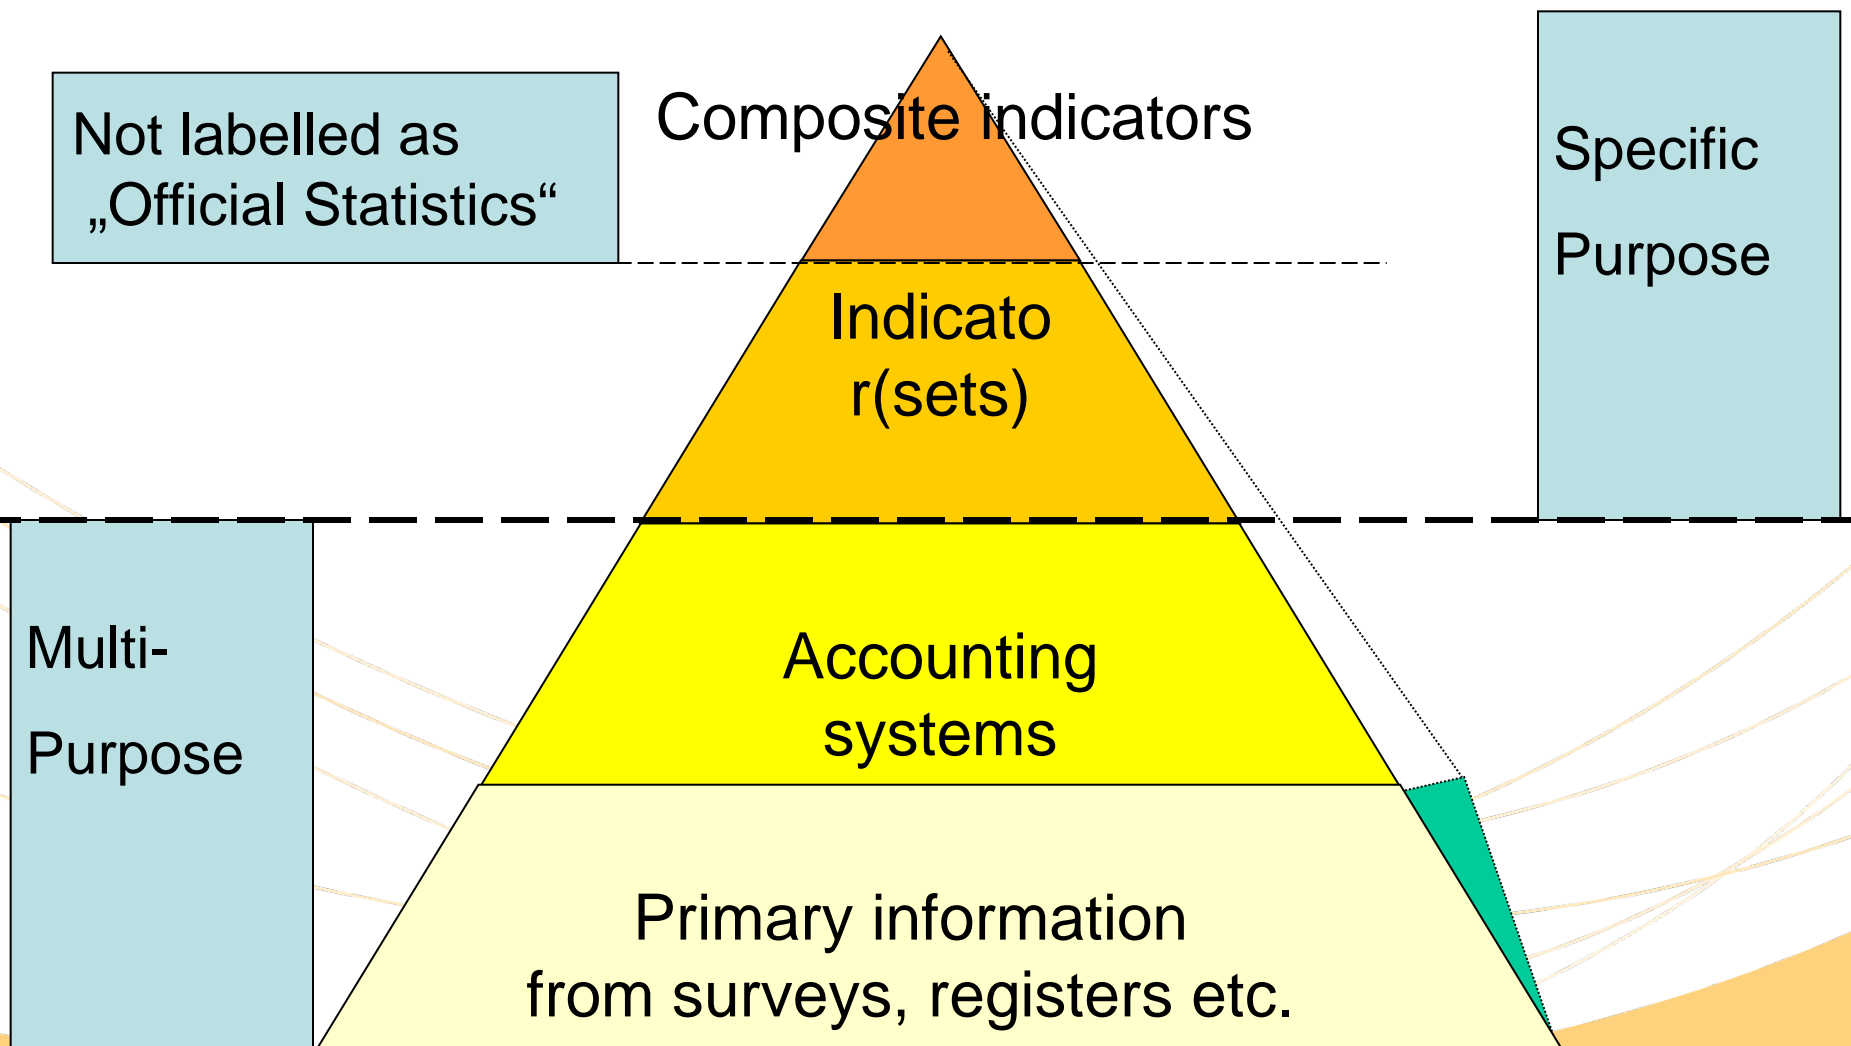 Not labelled as
„Official Statistics“
Composite indicators
Specific
Purpose
Indicato
r(sets)
Multi-
Purpose
Accounting
systems
Primary information
from surveys, registers etc.